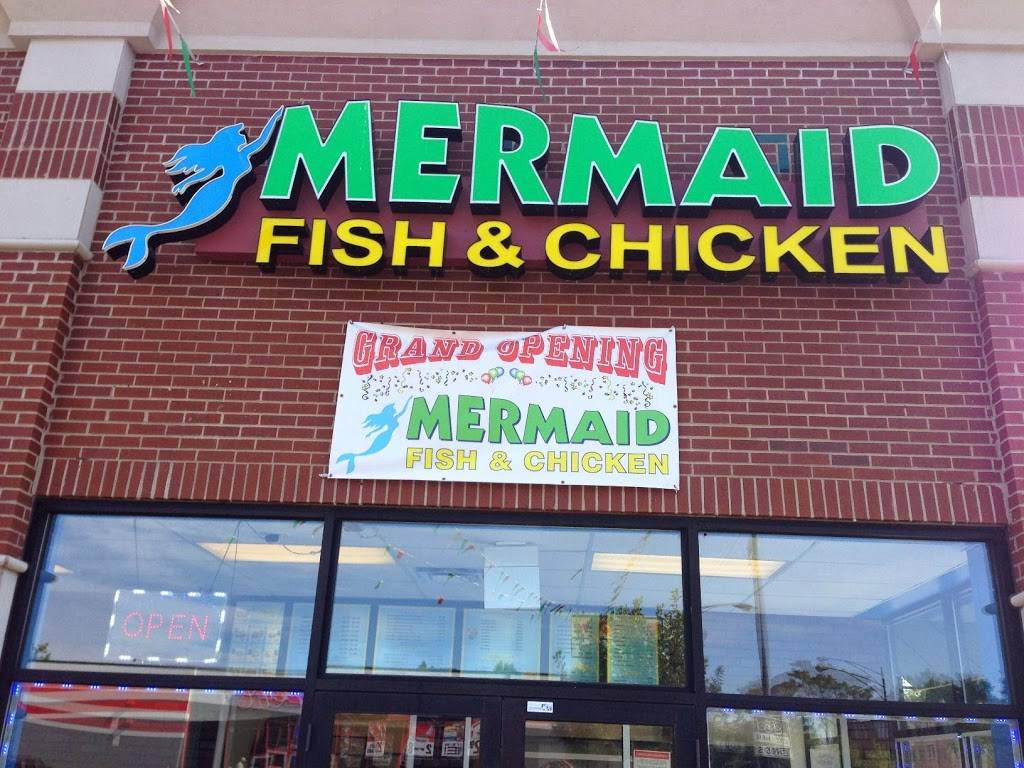 MERMAID
FISH & CHICKEN
GRAND OPENING
MERMAID
FISH & CHICKEN
OPEN